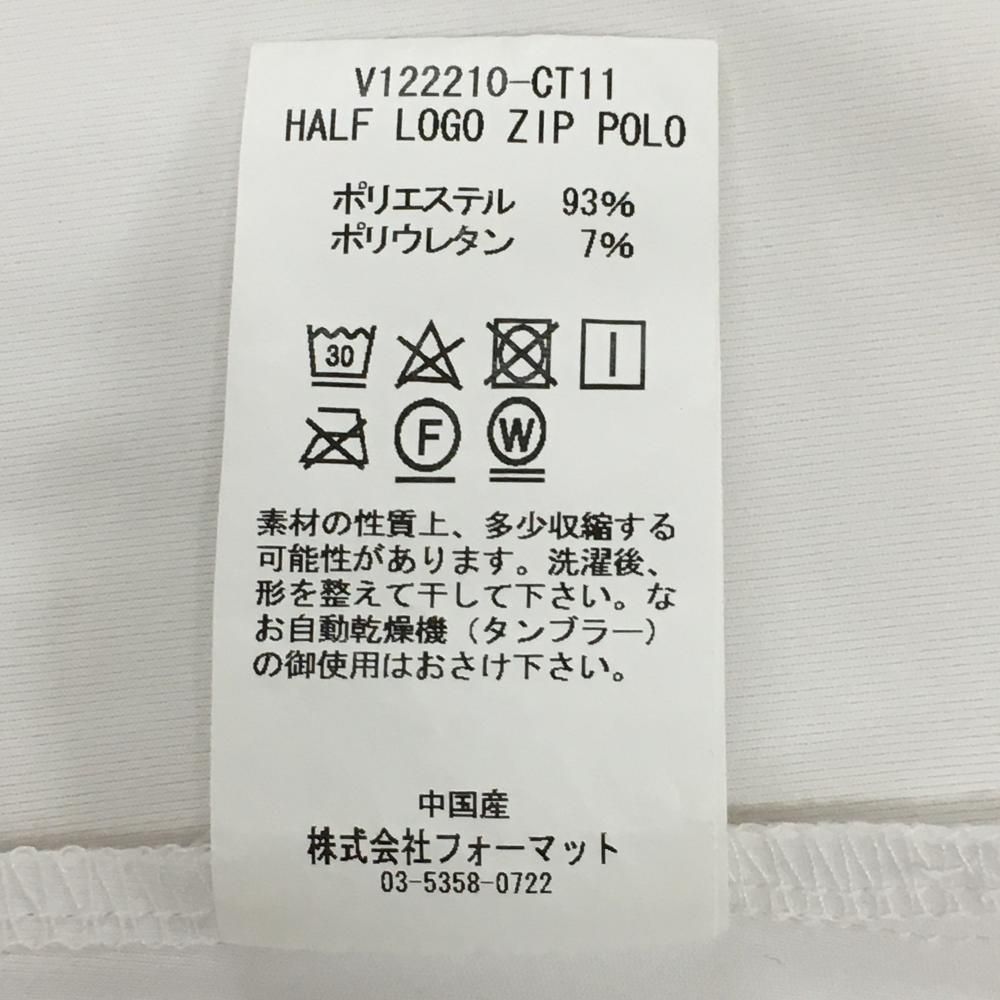 V122210-CT11
HALF LOGO ZIP POLO
ポリエステル 93%
ポリウレタン 7%
30
F W
素材の性質上、多少収縮する
可能性があります。洗濯後、
形を整えて干して下さい。な
お自動乾燥機（タンブラー）
の御使用はおさけ下さい。
中国産
株式会社フォーマット
03-5358-0722